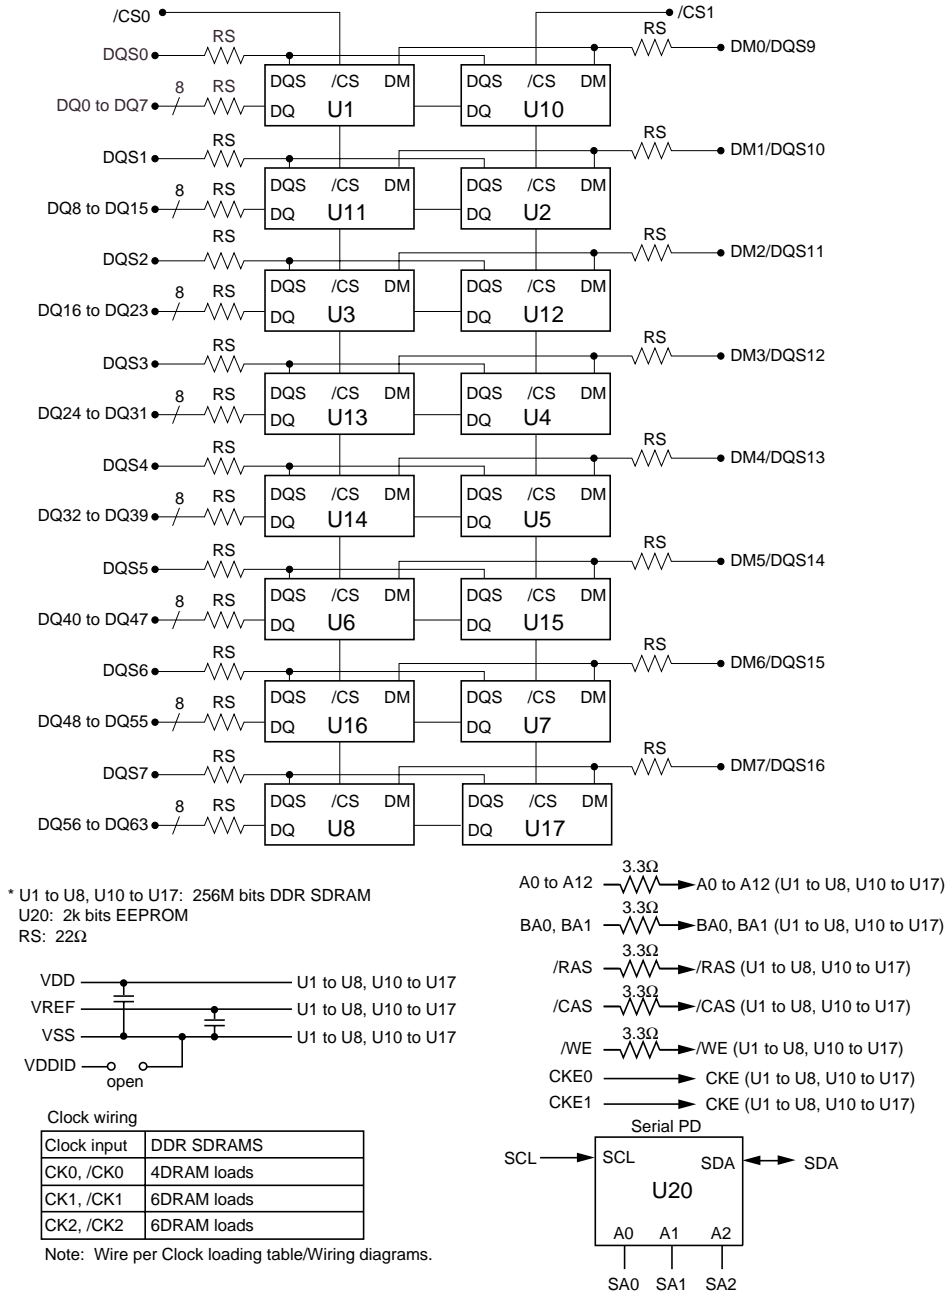 /CS0 /CS1
RS RS
DQS0 DM0/DQS9
DQS /CS DM DQS /CS DM
8 RS
DQ0 to DQ7 DQ U1 DQ U10
RS RS
DQS1 DM1/DQS10
DQS /CS DM DQS /CS DM
8 RS
DQ8 to DQ15 DQ U11 DQ U2
RS RS
DQS2 DM2/DQS11
DQS /CS DM DQS /CS DM
8 RS
DQ16 to DQ23 DQ U3 DQ U12
RS RS
DQS3 DM3/DQS12
DQS /CS DM DQS /CS DM
8 RS
DQ24 to DQ31 DQ U13 DQ U4
RS RS
DQS4 DM4/DQS13
DQS /CS DM DQS /CS DM
8 RS
DQ32 to DQ39 DQ U14 DQ U5
RS RS
DQS5 DM5/DQS14
DQS /CS DM DQS /CS DM
8 RS
DQ40 to DQ47 DQ U6 DQ U15
RS RS
DQS6 DM6/DQS15
DQS /CS DM DQS /CS DM
8 RS
DQ48 to DQ55 DQ U16 DQ U7
RS RS
DQS7 DM7/DQS16
DQS /CS DM DQS /CS DM
8 RS
DQ56 to DQ63 DQ U8 DQ U17
* U1 to U8, U10 to U17: 256M bits DDR SDRAM
U20: 2k bits EEPROM
RS: 22Ω
VDD U1 to U8, U10 to U17
VREF U1 to U8, U10 to U17
VSS U1 to U8, U10 to U17
VDDID
open
Clock wiring
Clock input DDR SDRAMS
CK0, /CK0 4DRAM loads
CK1, /CK1 6DRAM loads
CK2, /CK2 6DRAM loads
Note: Wire per Clock loading table/Wiring diagrams.
3.3Ω
A0 to A12 A0 to A12 (U1 to U8, U10 to U17)
3.3Ω
BA0, BA1 BA0, BA1 (U1 to U8, U10 to U17)
3.3Ω
/RAS /RAS (U1 to U8, U10 to U17)
3.3Ω
/CAS /CAS (U1 to U8, U10 to U17)
3.3Ω
/WE /WE (U1 to U8, U10 to U17)
CKE0 CKE (U1 to U8, U10 to U17)
CKE1 CKE (U1 to U8, U10 to U17)
Serial PD
SCL SCL SDA SDA
U20
A0 A1 A2
SA0 SA1 SA2